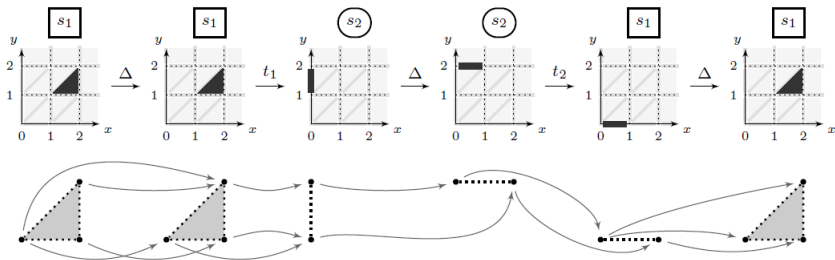 s1 s1 s2 s2 s1 s1
y y y y y y
2 2 2 2 2 2
Δ t1 Δ t2 Δ
1 1 1 1 1 1
0 1 2 x 0 1 2 x 0 1 2 x 0 1 2 x 0 1 2 x 0 1 2 x